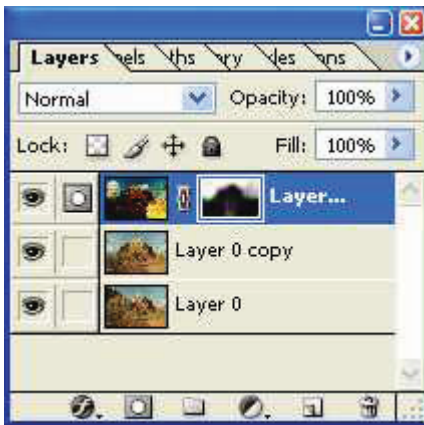 Layers
Normal Opacity: 100%
Lock: Fill: 100%
Layer...
Layer 0 copy
Layer 0